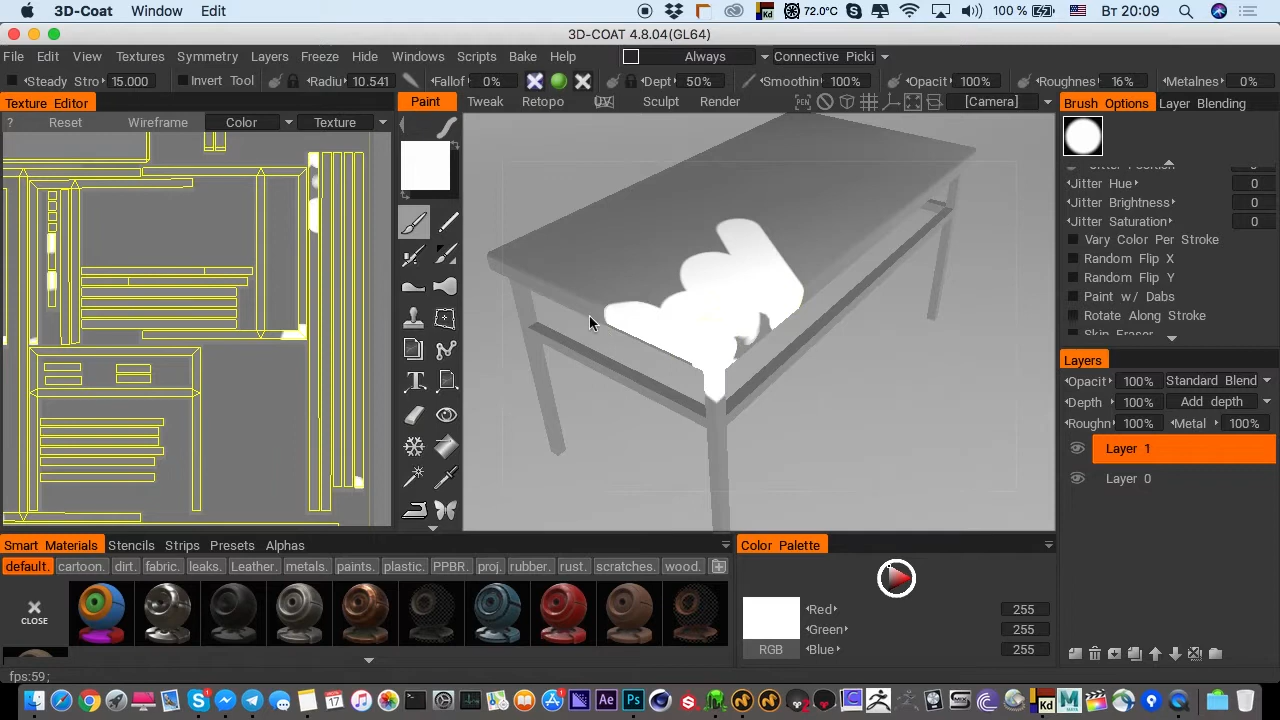 3D-Coat Window Edit 72.0°C 100 % Вт 20:09
3D-COAT 4.8.04(GL64)
File Edit View Textures Symmetry Layers Freeze Hide Windows Scripts Bake Help Always Connective Picki
Steady Stro 15.000 Invert Tool Radiu 10.541 Fallof 0% Dept 50% Smoothin 100% Opacit 100% Roughnes 16% Metalnes 0%
Texture Editor Paint Tweak Retopo UV Sculpt Render [Camera] Brush Options Layer Blending
? Reset Wireframe Color Texture
Jitter Hue 0
Jitter Brightness 0
Jitter Saturation 0
Vary Color Per Stroke
Random Flip X
Random Flip Y
Paint w/ Dabs
Rotate Along Stroke
Layers
Opacit 100% Standard Blend
Depth 100% Add depth
Roughn 100% Metal 100%
Layer 1
Layer 0
Smart Materials Stencils Strips Presets Alphas Color Palette
default. cartoon. dirt. fabric. leaks. Leather. metals. paints. plastic. PPBR. proj. rubber. rust. scratches. wood.
CLOSE
Red 255
Green 255
RGB Blue 255
fps:59;